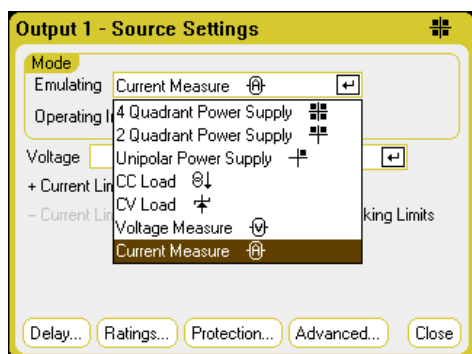 Output 1 - Source Settings
Mode
Emulating Current Measure
Operating
4 Quadrant Power Supply
2 Quadrant Power Supply
Unipolar Power Supply
CC Load
CV Load
Voltage Measure
Current Measure
Voltage
+ Current Lim
- Current Lim king Limits
Delay... Ratings... Protection... Advanced... Close